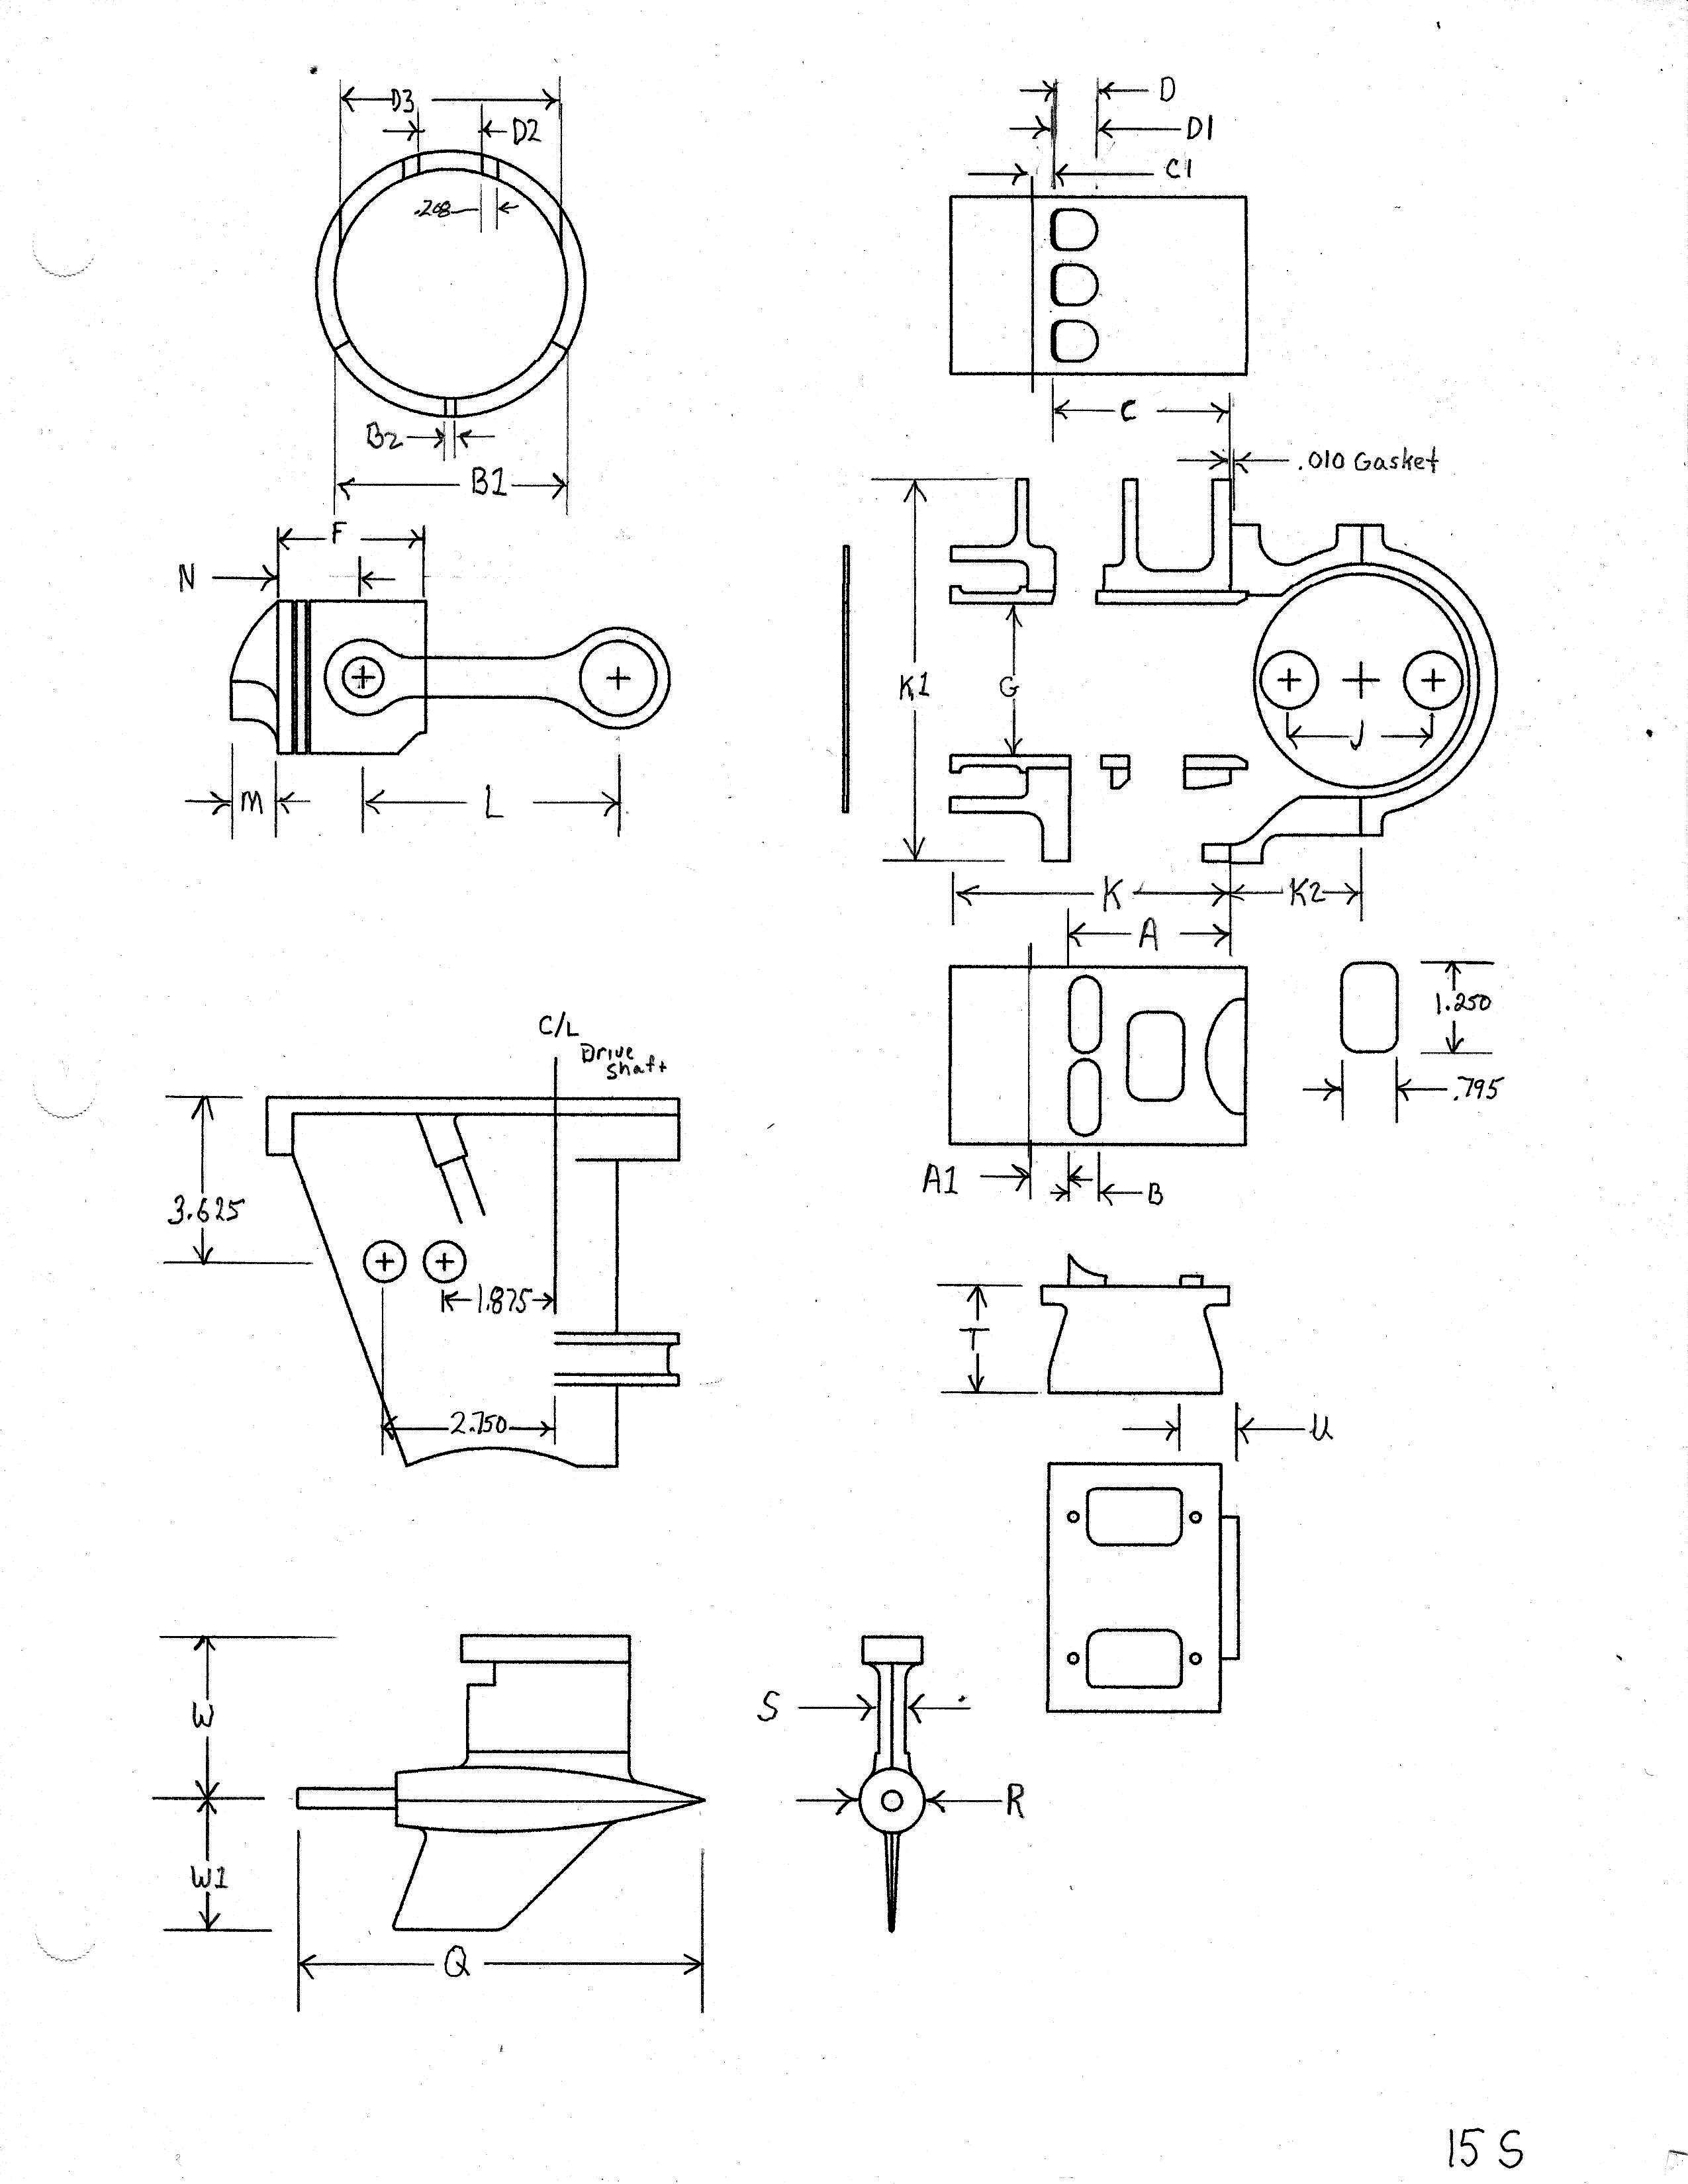 D3
D2
.208
B2
B1
D
D1
C1
C
.010 Gasket
F
N
M
L
K1
G
J
K
K2
A
1.250
.795
A1
B
C/L
Drive
Shaft
3.625
1.875
2.750
T
U
W
W1
Q
S
R
15 S